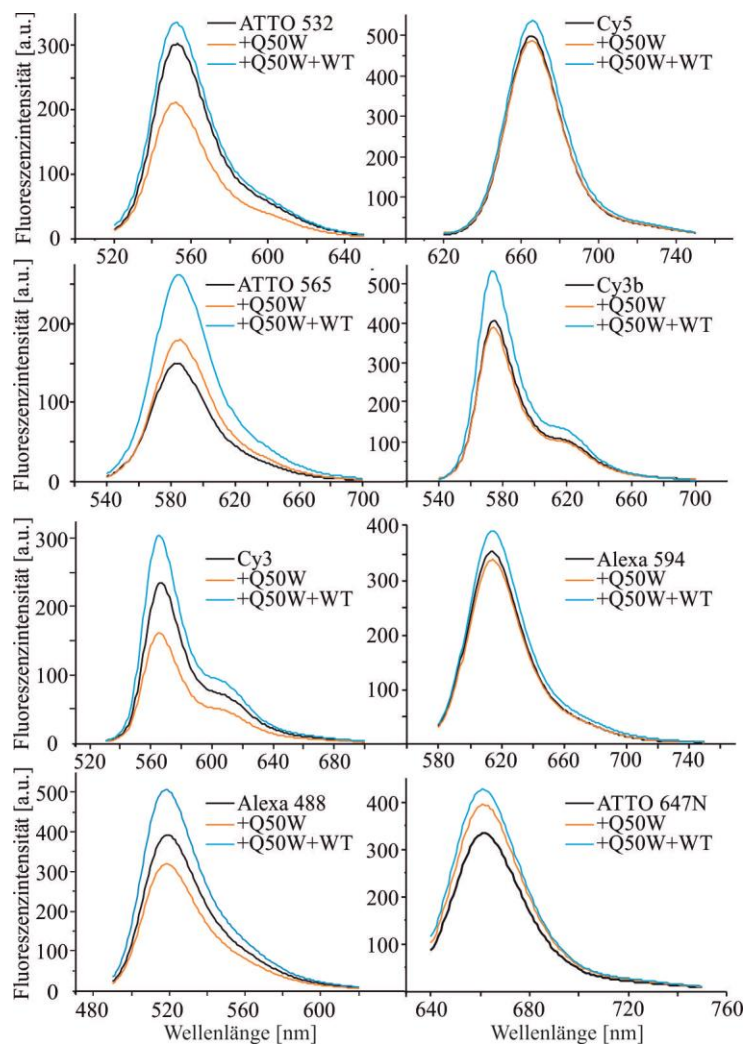 Fluoreszenzintensität [a.u.]
300
200
100
0
520 560 600 640
ATTO 532
+Q50W
+Q50W+WT
500
400
300
200
100
620 660 700 740
Cy5
+Q50W
+Q50W+WT
Fluoreszenzintensität [a.u.]
200
100
0
540 580 620 660 700
ATTO 565
+Q50W
+Q50W+WT
500
400
300
200
100
0
540 580 620 660 700
Cy3b
+Q50W
+Q50W+WT
Fluoreszenzintensität [a.u.]
300
200
100
0
520 560 600 640 680
Cy3
+Q50W
+Q50W+WT
400
300
200
100
580 620 660 700 740
Alexa 594
+Q50W
+Q50W+WT
Fluoreszenzintensität [a.u.]
500
400
300
200
100
0
480 520 560 600
Alexa 488
+Q50W
+Q50W+WT
Wellenlänge [nm]
400
300
200
100
640 680 720 760
ATTO 647N
+Q50W
+Q50W+WT
Wellenlänge [nm]